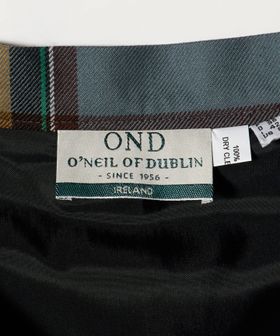 OND
O'NEIL OF DUBLIN
- SINCE 1956 -
IRELAND
100%
DRY CLE